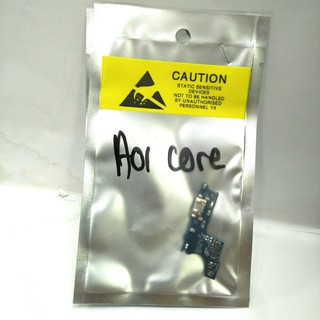 CAUTION
STATIC SENSITIVE
DEVICES
NOT TO BE HANDLED
BY UNAUTHORISED
PERSONNEL YX
A01 core